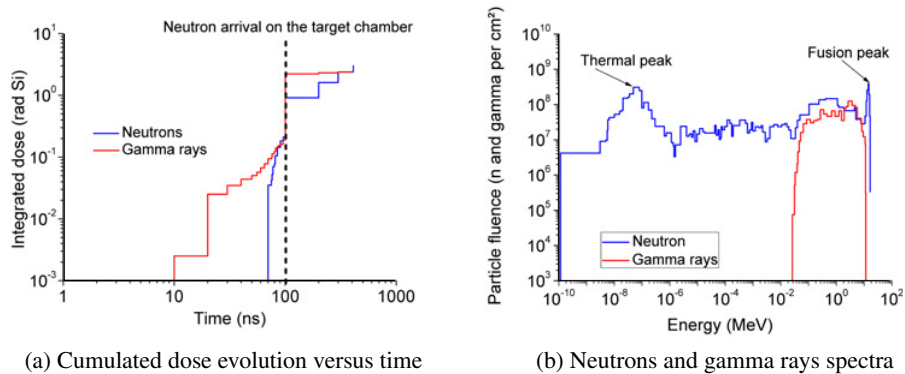 Neutron arrival on the target chamber
Integrated dose (rad Si)
10¹
10⁰
10⁻¹
10⁻²
10⁻³
Neutrons
Gamma rays
1 10 100 1000
Time (ns)
(a) Cumulated dose evolution versus time
Particle fluence (n and gamma per cm²)
10¹⁰
10⁹
10⁸
10⁷
10⁶
10⁵
10⁴
10³
Thermal peak
Fusion peak
Neutron
Gamma rays
10⁻¹⁰ 10⁻⁸ 10⁻⁶ 10⁻⁴ 10⁻² 10⁰ 10²
Energy (MeV)
(b) Neutrons and gamma rays spectra